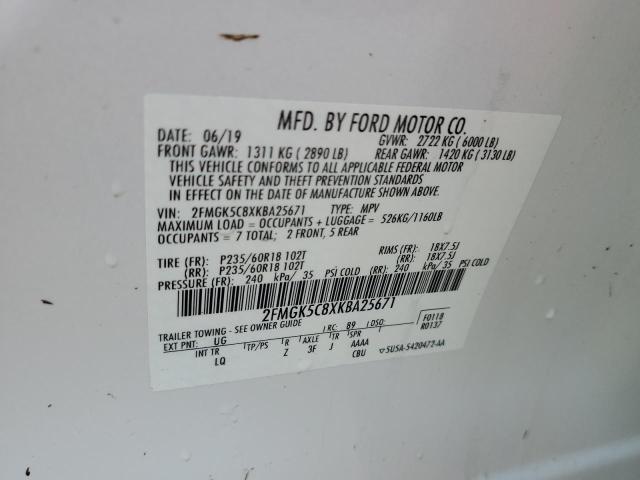 MFD. BY FORD MOTOR CO.
DATE: 06/19 GVWR: 2722 KG ( 6000 LB)
FRONT GAWR: 1311 KG ( 2890 LB) REAR GAWR: 1420 KG ( 3130 LB)
THIS VEHICLE CONFORMS TO ALL APPLICABLE FEDERAL MOTOR
VEHICLE SAFETY AND THEFT PREVENTION STANDARDS
IN EFFECT ON THE DATE OF MANUFACTURE SHOWN ABOVE.
VIN: 2FMGK5C8XKBA25671 TYPE: MPV
MAXIMUM LOAD = OCCUPANTS + LUGGAGE = 526KG/1160LB
OCCUPANTS = 7 TOTAL; 2 FRONT, 5 REAR
TIRE (FR): P235/60R18 102T RIMS (FR): 18X7.5J
(RR): P235/60R18 102T (RR): 18X7.5J
PRESSURE (FR): 240 kPa/ 35 PSI COLD (RR): 240 kPa/ 35 PSI COLD
2FMGK5C8XKBA25671
TRAILER TOWING - SEE OWNER GUIDE RC: 89 DSO: F0118
EXT PNT: UG R0137
INT TR TP/PS R AXLE TR SPR
LQ Z 3F J AAAA
CBU 5USA-5420472-AA